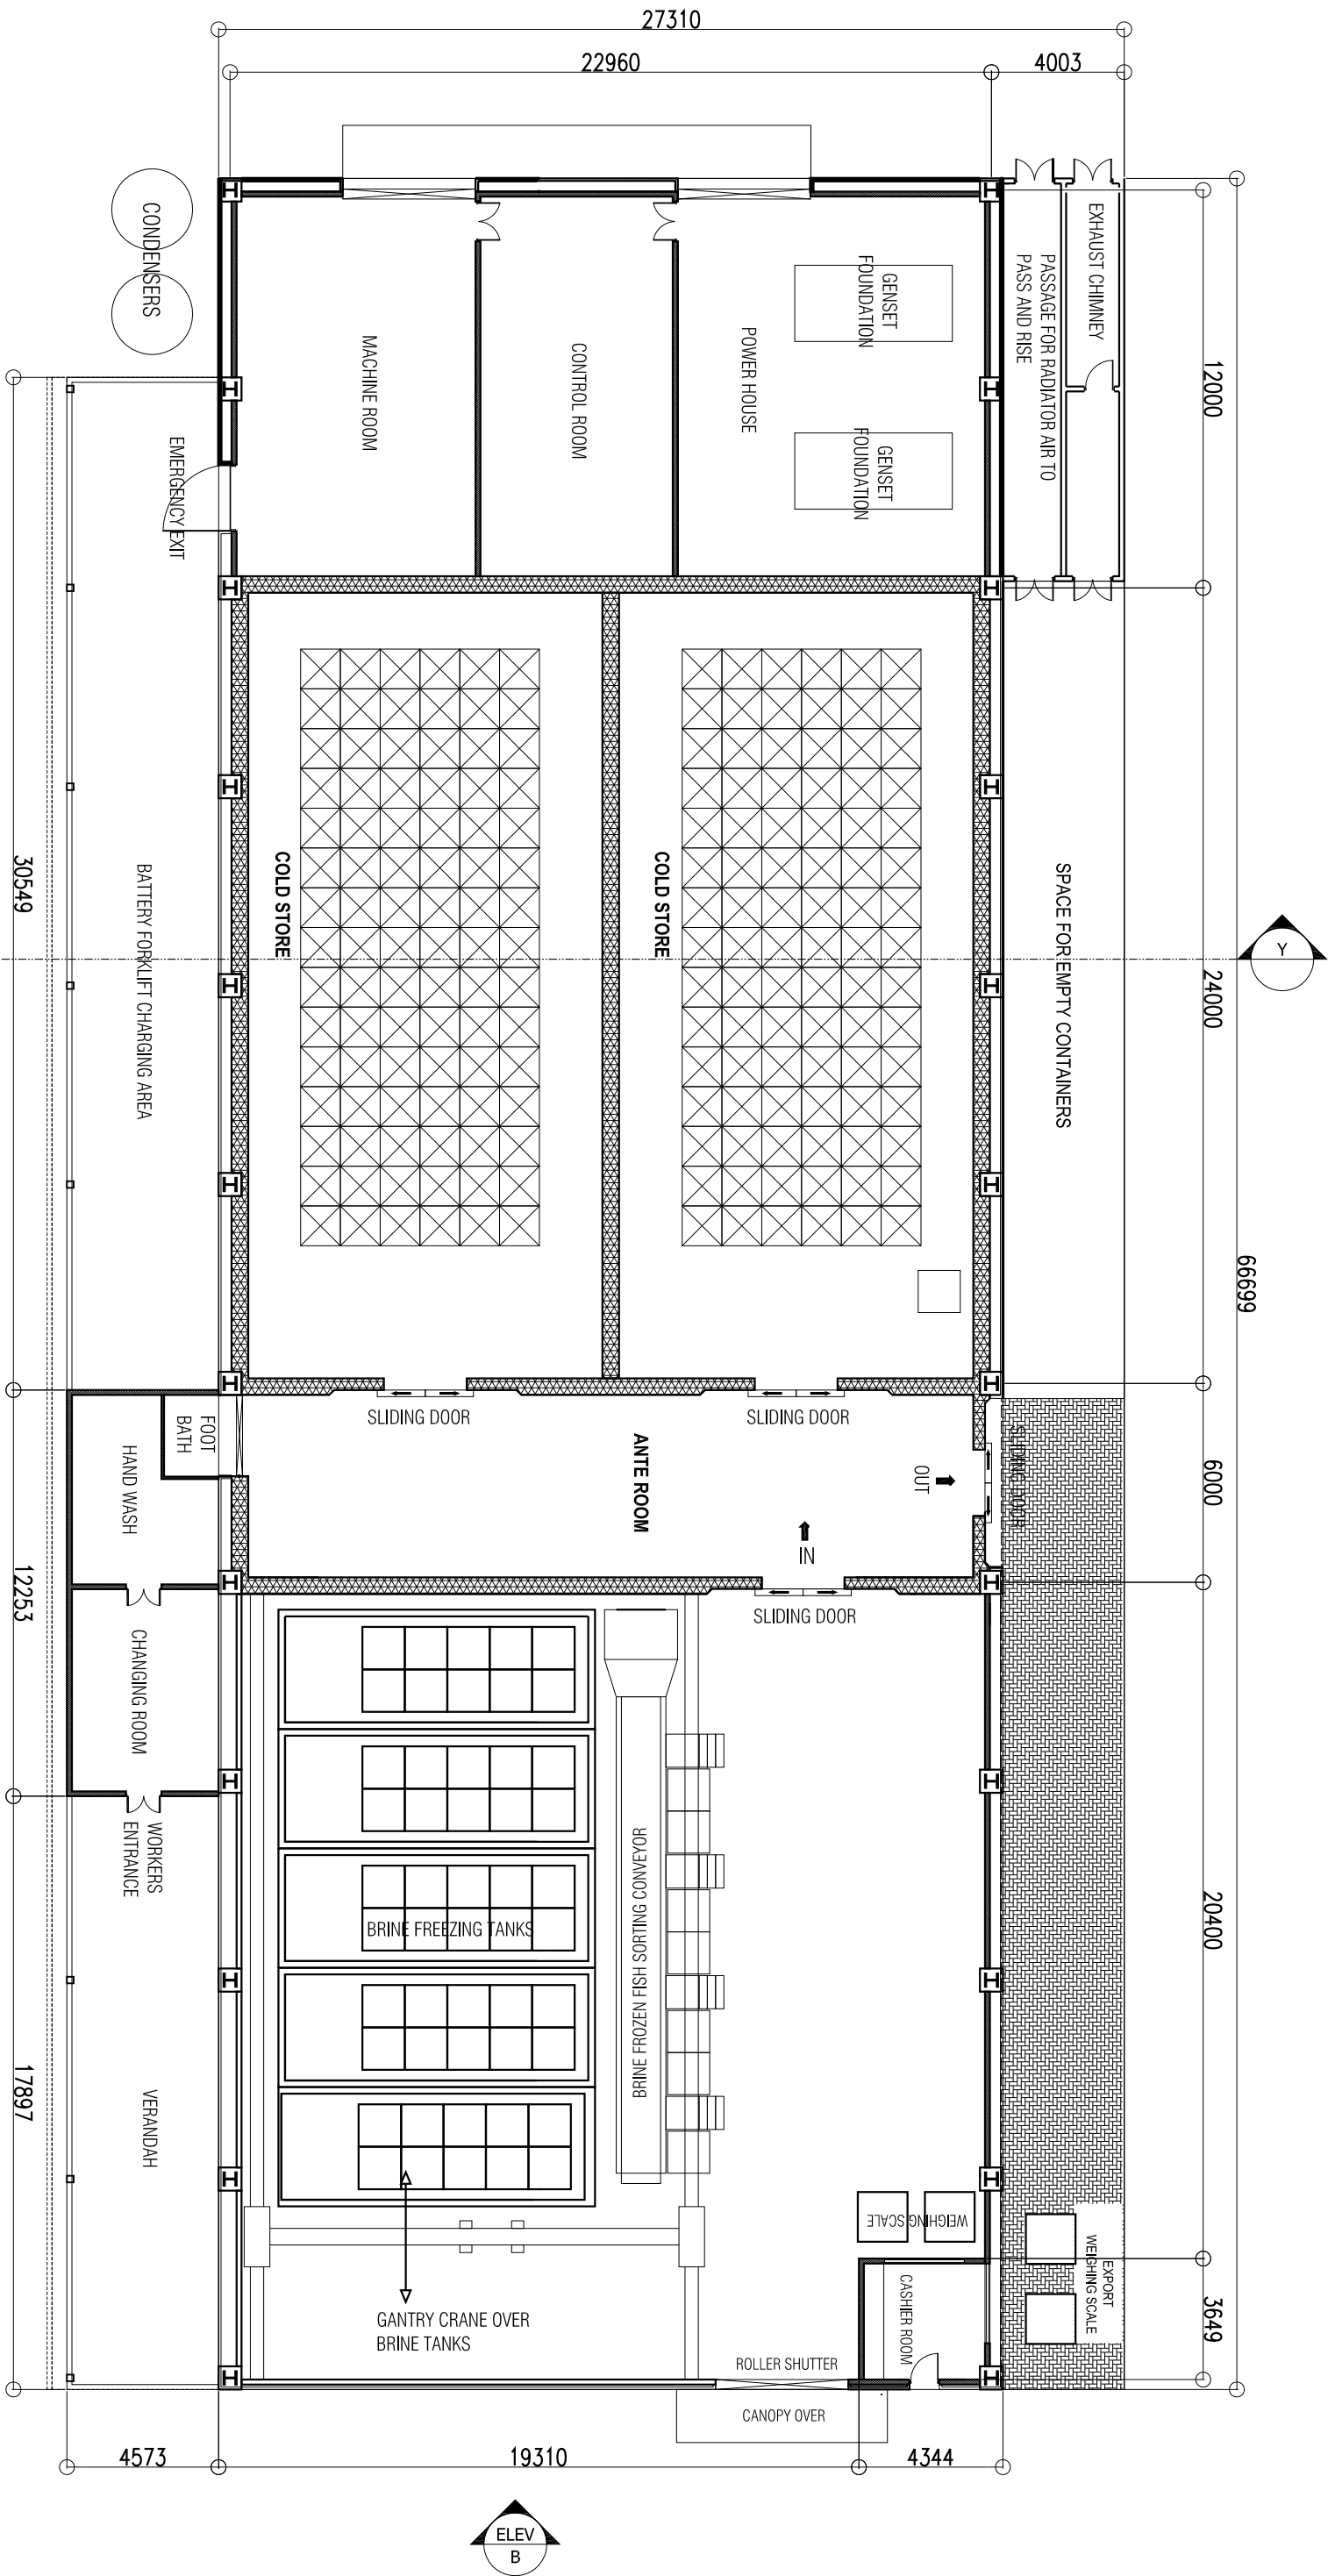 27310
22960
4003
CONDENSERS
EXHAUST CHIMNEY
PASSAGE FOR RADIATOR AIR TO
PASS AND RISE
GENSET
FOUNDATION
POWER HOUSE
CONTROL ROOM
MACHINE ROOM
12000
GENSET
FOUNDATION
EMERGENCY EXIT
30549
BATTERY FORKLIFT CHARGING AREA
COLD STORE
COLD STORE
SPACE FOR EMPTY CONTAINERS
Y
24000
66699
SLIDING DOOR
SLIDING DOOR
SLIDING DOOR
FOOT
BATH
HAND WASH
ANTE ROOM
OUT
IN
6000
SLIDING DOOR
12253
CHANGING ROOM
WORKERS
ENTRANCE
BRINE FREEZING TANKS
BRINE FROZEN FISH SORTING CONVEYOR
20400
17897
VERANDAH
WEIGHING SCALE
EXPORT
WEIGHING SCALE
CASHIER ROOM
3649
GANTRY CRANE OVER
BRINE TANKS
ROLLER SHUTTER
CANOPY OVER
4573
19310
4344
ELEV
B